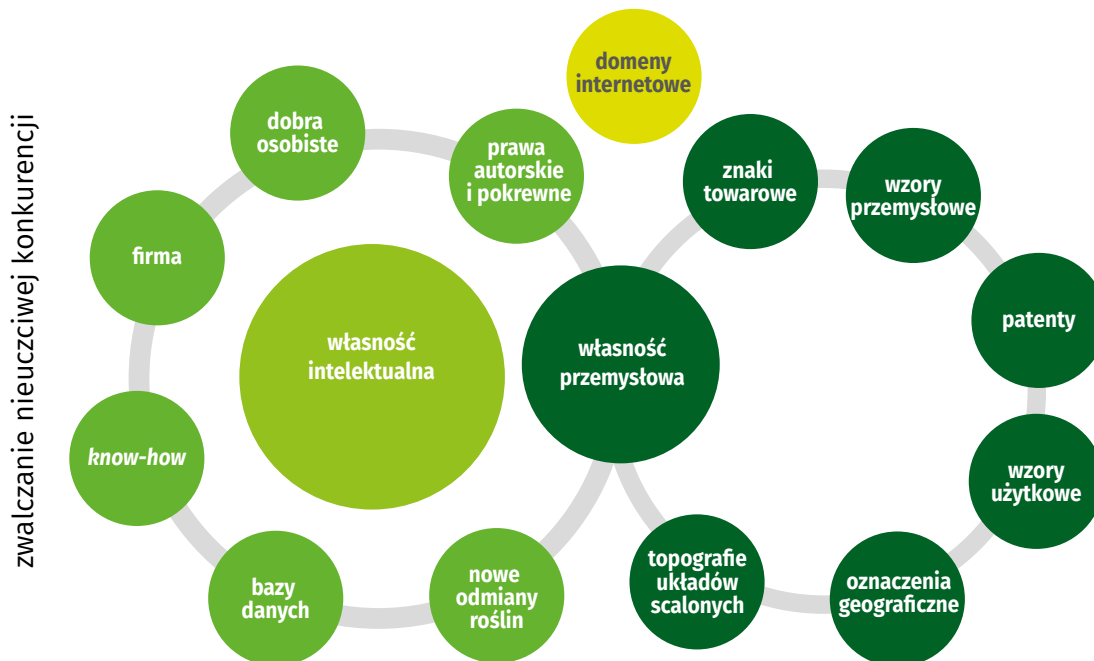 zwalczanie nieuczciwej konkurencji
domeny
internetowe
dobra
osobiste
prawa
autorskie
i pokrewne
znaki
towarowe
wzory
przemysłowe
firma
patenty
własność
intelektualna
własność
przemysłowa
know-how
wzory
użytkowe
bazy
danych
nowe
odmiany
roślin
topografie
układów
scalonych
oznaczenia
geograficzne